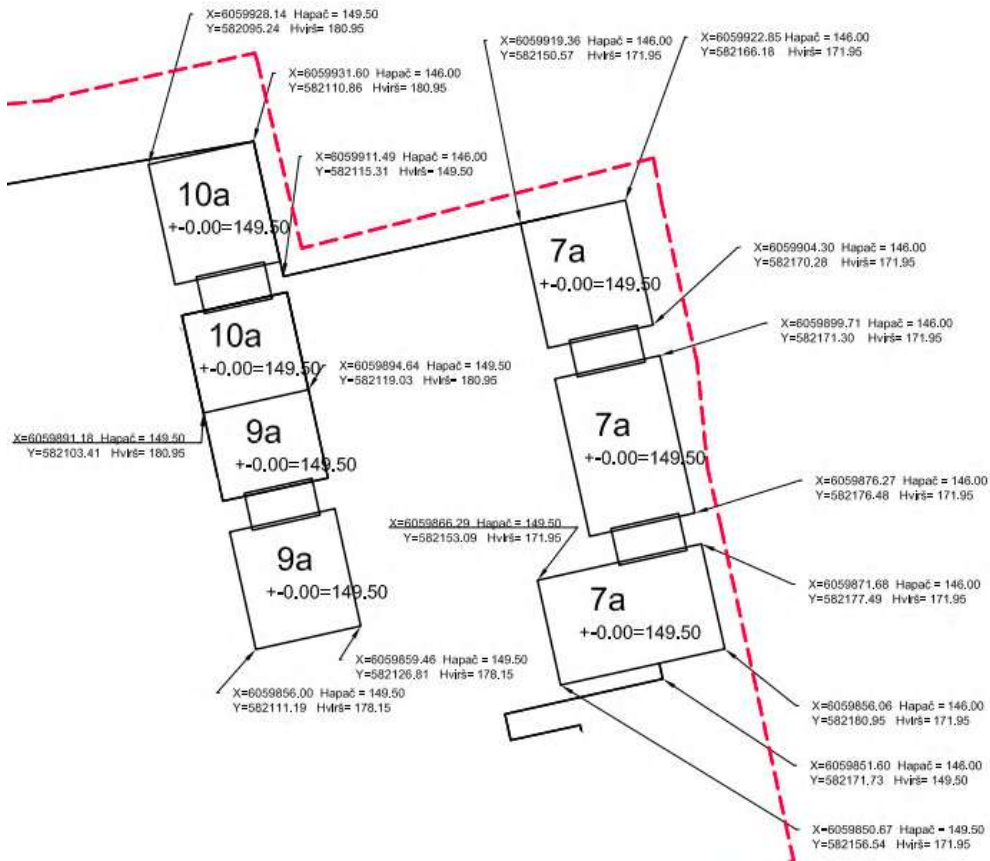 X=6059928.14 Hapač = 149.50
Y=582095.24 Hvirš= 180.95
X=6059931.60 Hapač = 146.00
Y=582110.86 Hvirš= 180.95
X=6059919.36 Hapač = 146.00
Y=582150.57 Hvirš= 171.95
X=6059922.85 Hapač = 146.00
Y=582166.18 Hvirš= 171.95
X=6059911.49 Hapač = 146.00
Y=582115.31 Hvirš= 149.50
10a
+-0.00=149.50
7a
+-0.00=149.50
X=6059904.30 Hapač = 146.00
Y=582170.28 Hvirš= 171.95
X=6059899.71 Hapač = 146.00
Y=582171.30 Hvirš= 171.95
10a
+-0.00=149.50
X=6059894.64 Hapač = 149.50
Y=582119.03 Hvirš= 180.95
X=6059891.18 Hapač = 149.50
Y=582103.41 Hvirš= 180.95
9a
+-0.00=149.50
7a
+-0.00=149.50
X=6059876.27 Hapač = 146.00
Y=582176.48 Hvirš= 171.95
X=6059866.29 Hapač = 149.50
Y=582153.09 Hvirš= 171.95
9a
+-0.00=149.50
7a
+-0.00=149.50
X=6059871.68 Hapač = 146.00
Y=582177.49 Hvirš= 171.95
X=6059859.46 Hapač = 149.50
Y=582126.81 Hvirš= 178.15
X=6059856.00 Hapač = 149.50
Y=582111.19 Hvirš= 178.15
X=6059856.06 Hapač = 146.00
Y=582180.95 Hvirš= 171.95
X=6059851.60 Hapač = 146.00
Y=582171.73 Hvirš= 149.50
X=6059850.67 Hapač = 149.50
Y=582156.54 Hvirš= 171.95